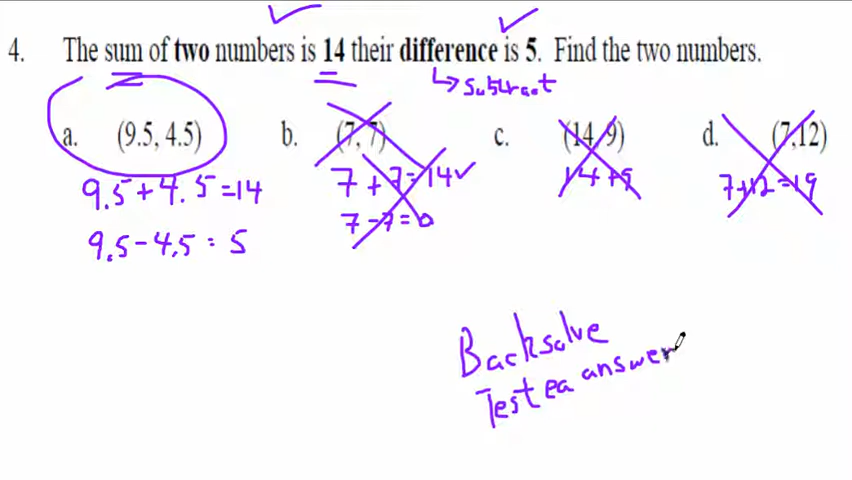 4. The sum of two numbers is 14 their difference is 5. Find the two numbers.
↳ Subtract
a. (9.5, 4.5) b. (7, 7) c. (14, 9) d. (7,12)
9.5+4.5=14 7+7=14✓ 14+9 7+12=19
9.5-4.5=5 7-7=0
Backsolve
Test ea answer